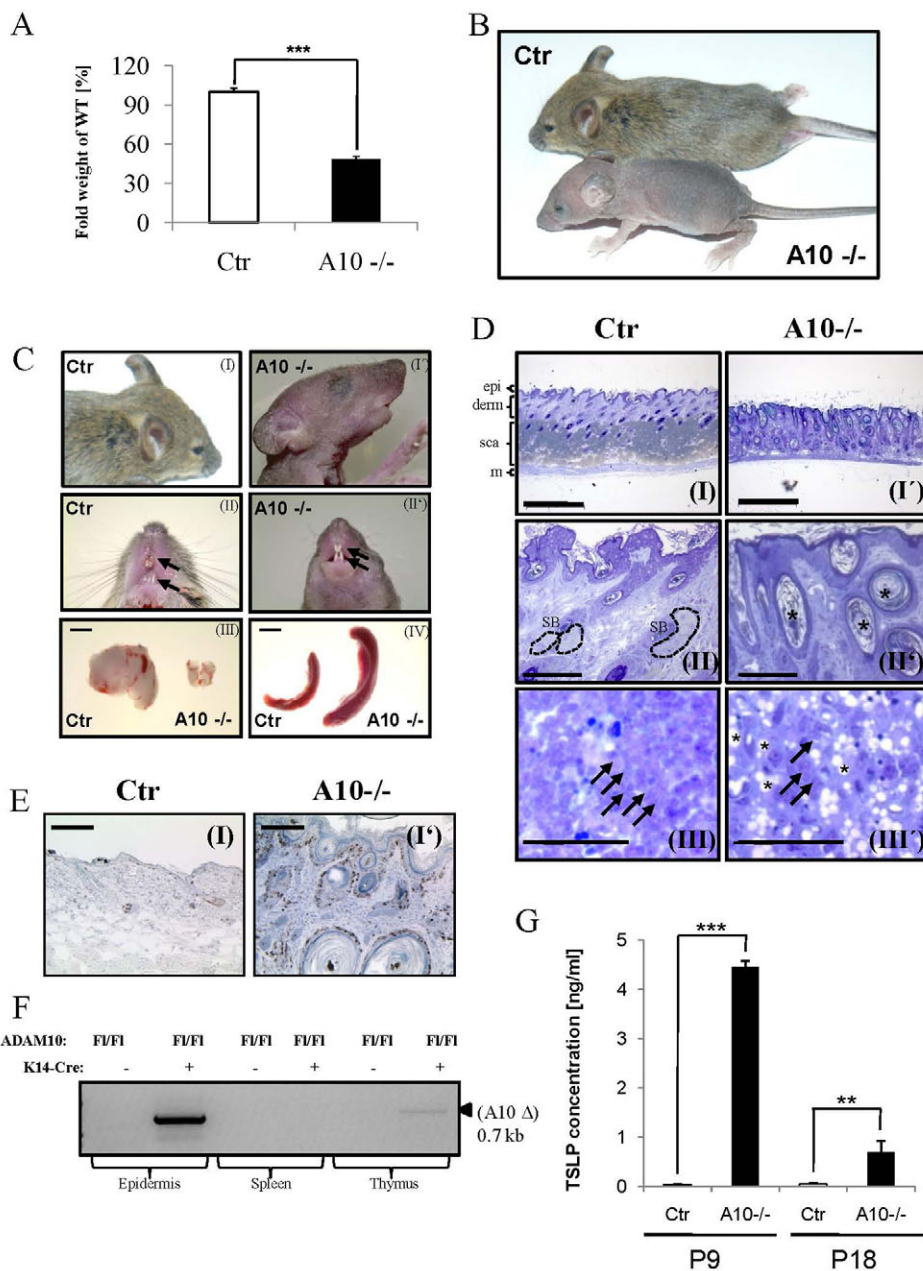 A
***
Fold weight of WT [%]
120
90
60
30
0
Ctr
A10 -/-
B
Ctr
A10 -/-
C
Ctr (I)
A10 -/- (I´)
Ctr (II)
A10 -/- (II‘)
(III)
Ctr A10 -/-
(IV)
Ctr A10 -/-
D
Ctr A10-/-
epi
derm
sca
m
(I)
(I´)
SB SB
(II)
* * *
(II‘)
(III)
* * * * *
(III´)
E
Ctr A10-/-
(I)
(I‘)
F
ADAM10: Fl/Fl Fl/Fl Fl/Fl Fl/Fl Fl/Fl Fl/Fl
K14-Cre: - + - + - +
(A10 Δ)
0.7 kb
Epidermis Spleen Thymus
G
TSLP concentration [ng/ml]
5
4
3
2
1
0
***
**
Ctr A10-/- Ctr A10-/-
P9 P18